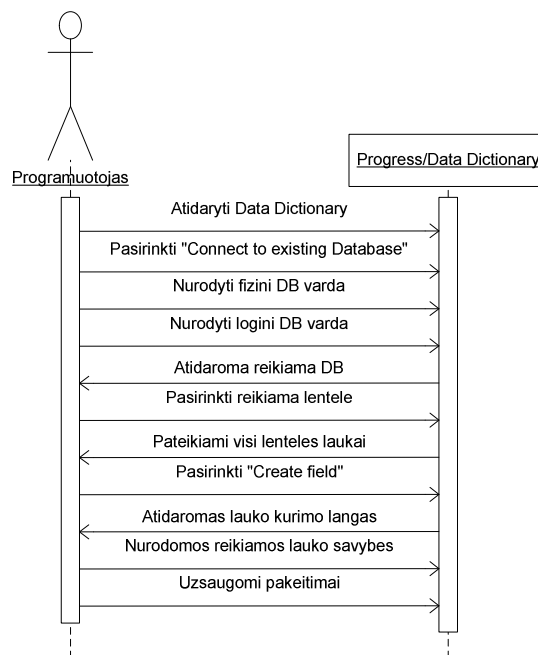 Programuotojas
Progress/Data Dictionary
Atidaryti Data Dictionary
Pasirinkti "Connect to existing Database"
Nurodyti fizini DB varda
Nurodyti logini DB varda
Atidaroma reikiama DB
Pasirinkti reikiama lentele
Pateikiami visi lenteles laukai
Pasirinkti "Create field"
Atidaromas lauko kurimo langas
Nurodomos reikiamos lauko savybes
Uzsaugomi pakeitimai